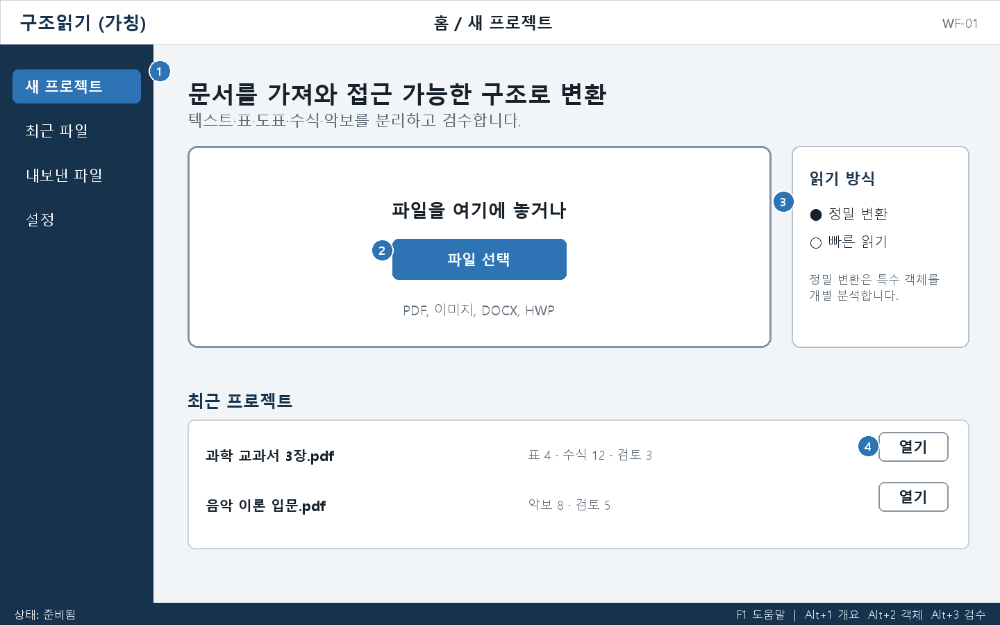 구조읽기 (가칭)
홈 / 새 프로젝트
WF-01
새 프로젝트
1
최근 파일
내보낸 파일
설정
문서를 가져와 접근 가능한 구조로 변환
텍스트·표·도표·수식·악보를 분리하고 검수합니다.
파일을 여기에 놓거나
2
파일 선택
PDF, 이미지, DOCX, HWP
3
읽기 방식
● 정밀 변환
○ 빠른 읽기
정밀 변환은 특수 객체를
개별 분석합니다.
최근 프로젝트
과학 교과서 3장.pdf
표 4 · 수식 12 · 검토 3
4
열기
음악 이론 입문.pdf
악보 8 · 검토 5
열기
상태: 준비됨
F1 도움말 | Alt+1 개요 Alt+2 객체 Alt+3 검수